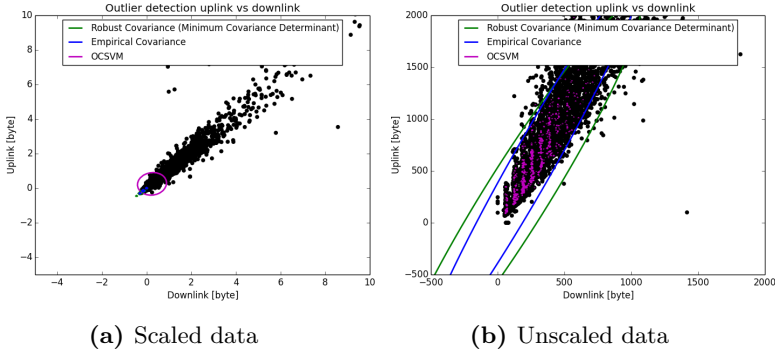 Outlier detection uplink vs downlink
Robust Covariance (Minimum Covariance Determinant)
Empirical Covariance
OCSVM
Uplink [byte]
10
8
6
4
2
0
−2
−4
−4
−2
0
2
4
6
8
10
Downlink [byte]
(a) Scaled data
Outlier detection uplink vs downlink
Robust Covariance (Minimum Covariance Determinant)
Empirical Covariance
OCSVM
Uplink [byte]
2000
1500
1000
500
0
−500
−500
0
500
1000
1500
2000
Downlink [byte]
(b) Unscaled data